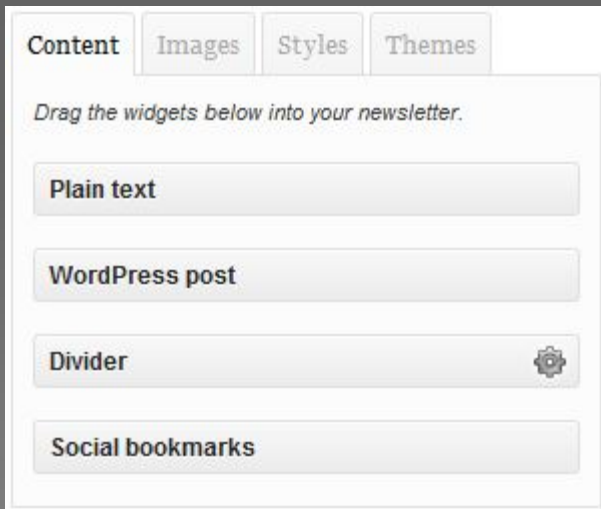 Content Images Styles Themes
Drag the widgets below into your newsletter.
Plain text
WordPress post
Divider
Social bookmarks